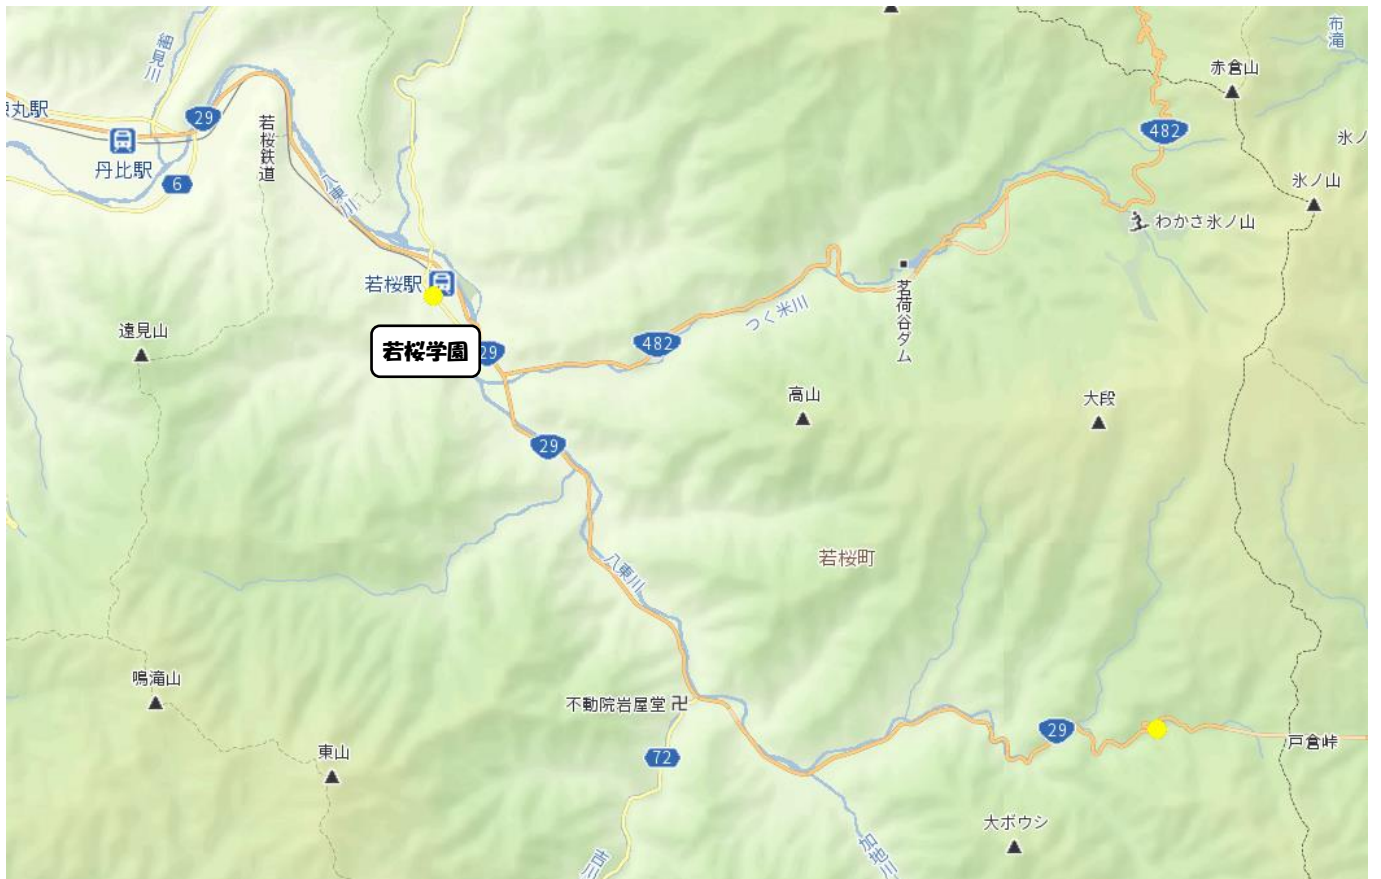 布滝
細見川
赤倉山
丸駅
29
482
若桜鉄道
氷ノ
丹比駅
6
八東川
氷ノ山
わかさ氷ノ山
若桜駅
茗荷谷ダム
つく米川
遠見山
若桜学園
29
482
高山
大段
29
若桜町
八東川
鳴滝山
不動院岩屋堂
29
戸倉峠
東山
72
大ボウシ
加地川
吉川